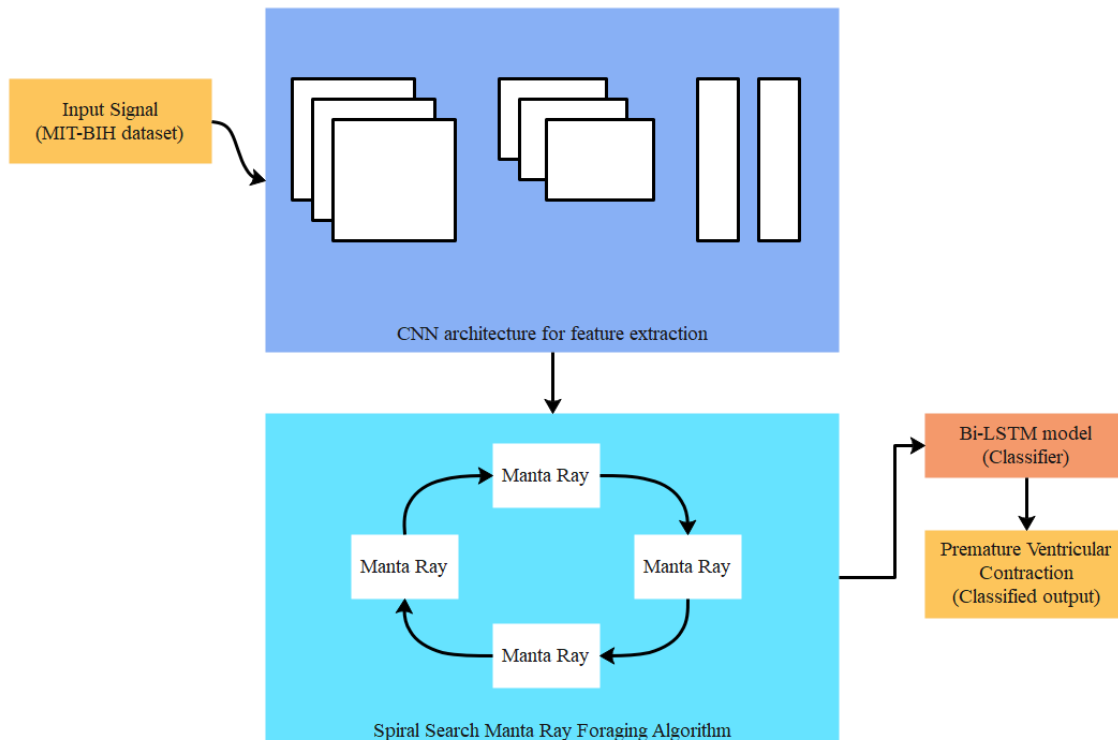 Input Signal
(MIT-BIH dataset)
CNN architecture for feature extraction
Manta Ray
Manta Ray
Manta Ray
Manta Ray
Spiral Search Manta Ray Foraging Algorithm
Bi-LSTM model
(Classifier)
Premature Ventricular
Contraction
(Classified output)